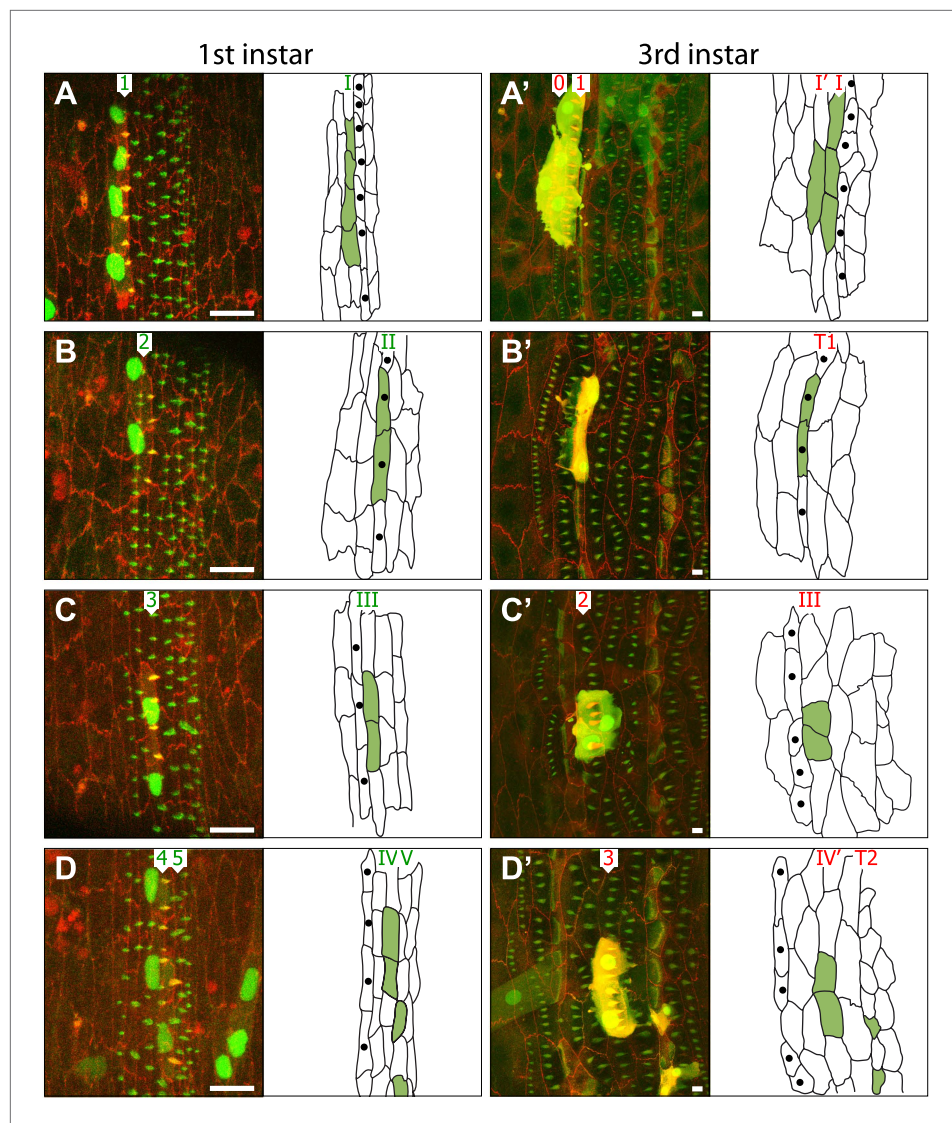 1st instar 3rd instar
A 1 I A’ 0 1 I’ I
B 2 II B’ T1
C 3 III C’ 2 III
D 4 5 IV V D’ 3 IV’ T2